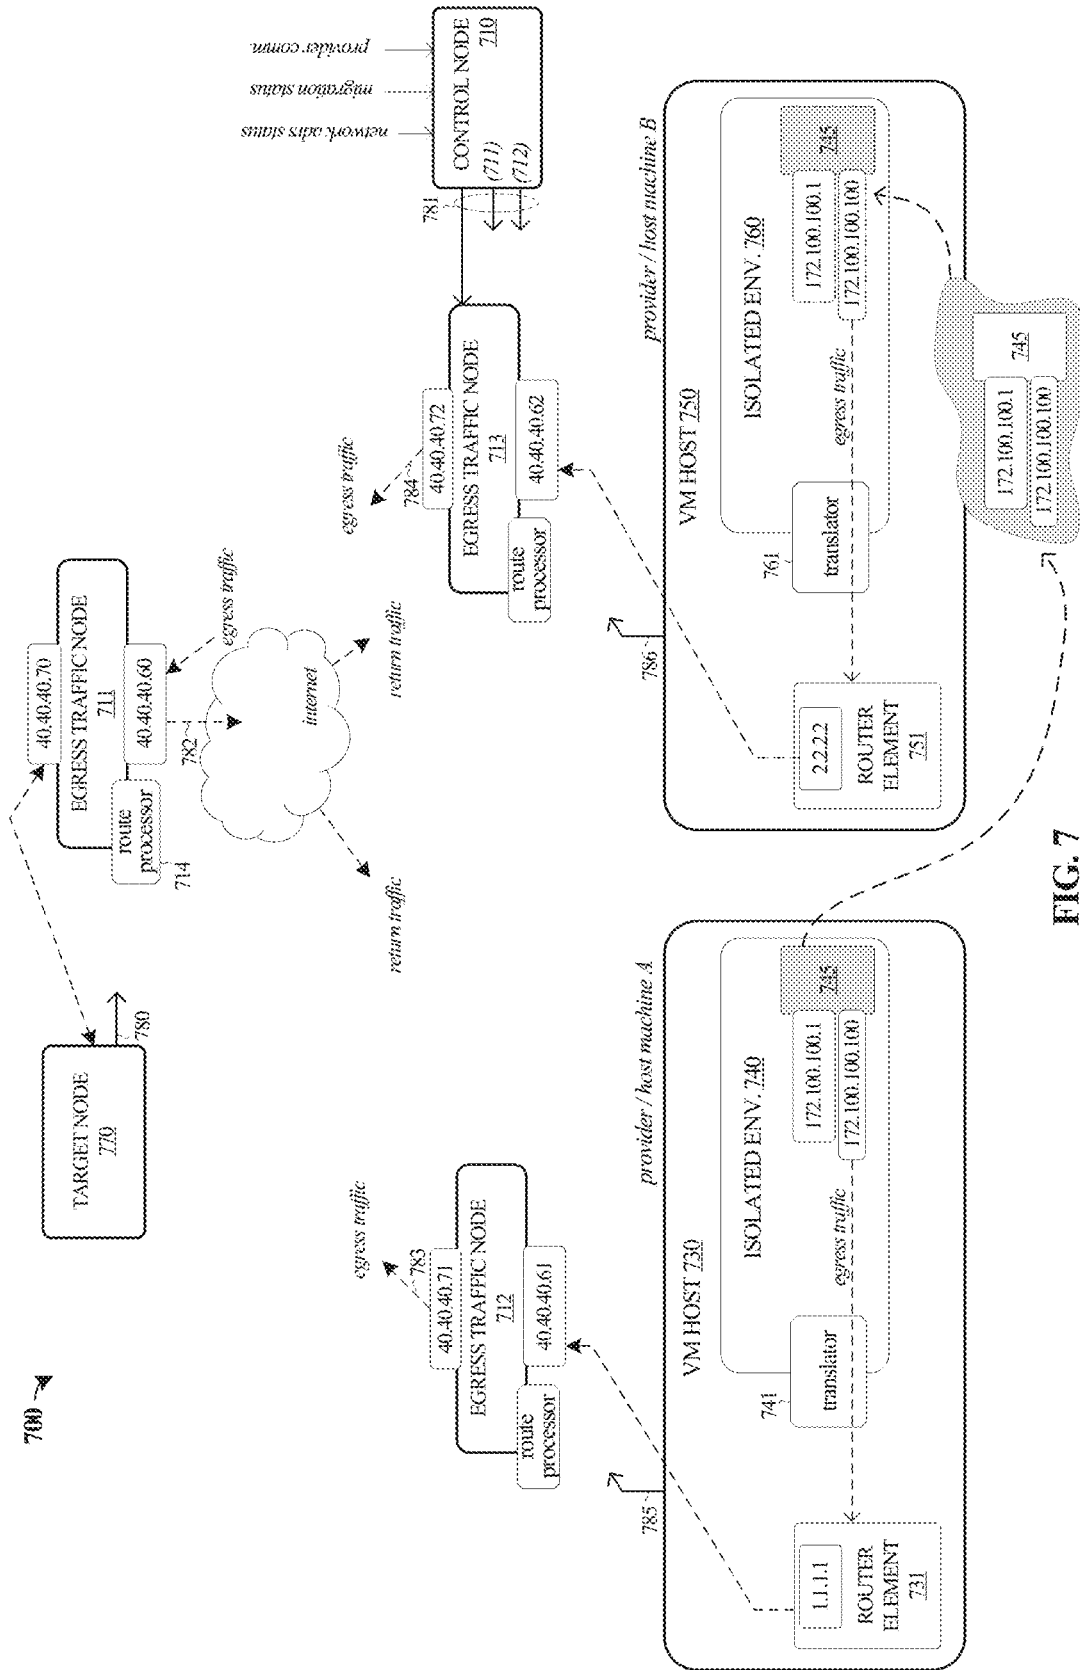 700
TARGET NODE
770
780
40.40.40.70
EGRESS TRAFFIC NODE
711
40.40.40.60
route
processor
714
782
egress traffic
internet
return traffic
return traffic
egress traffic
783
40.40.40.71
EGRESS TRAFFIC NODE
712
40.40.40.61
route
processor
egress traffic
784
40.40.40.72
EGRESS TRAFFIC NODE
713
40.40.40.62
route
processor
781
network adrs status
migration status
provider comm.
CONTROL NODE
710
(711)
(712)
785
provider / host machine A
VM HOST 730
ISOLATED ENV. 740
741
translator
172.100.100.1
172.100.100.100
745
egress traffic
1.1.1.1
ROUTER
ELEMENT
731
786
provider / host machine B
VM HOST 750
ISOLATED ENV. 760
761
translator
172.100.100.1
172.100.100.100
745
egress traffic
2.2.2.2
ROUTER
ELEMENT
751
745
172.100.100.1
172.100.100.100
FIG. 7